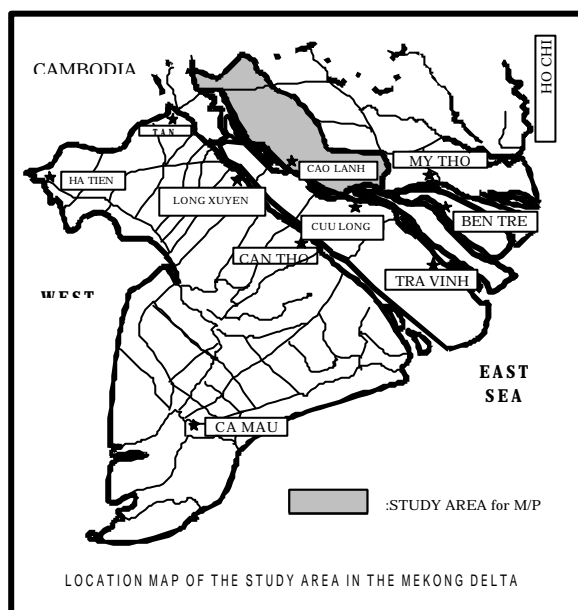 CAMBODIA
HO CHI
TAN
HA TIEN
CAO LANH
MY THO
LONG XUYEN
CUU LONG
BEN TRE
CAN THO
TRA VINH
WEST
EAST
SEA
CA MAU
:STUDY AREA for M/P
LOCATION MAP OF THE STUDY AREA IN THE MEKONG DELTA